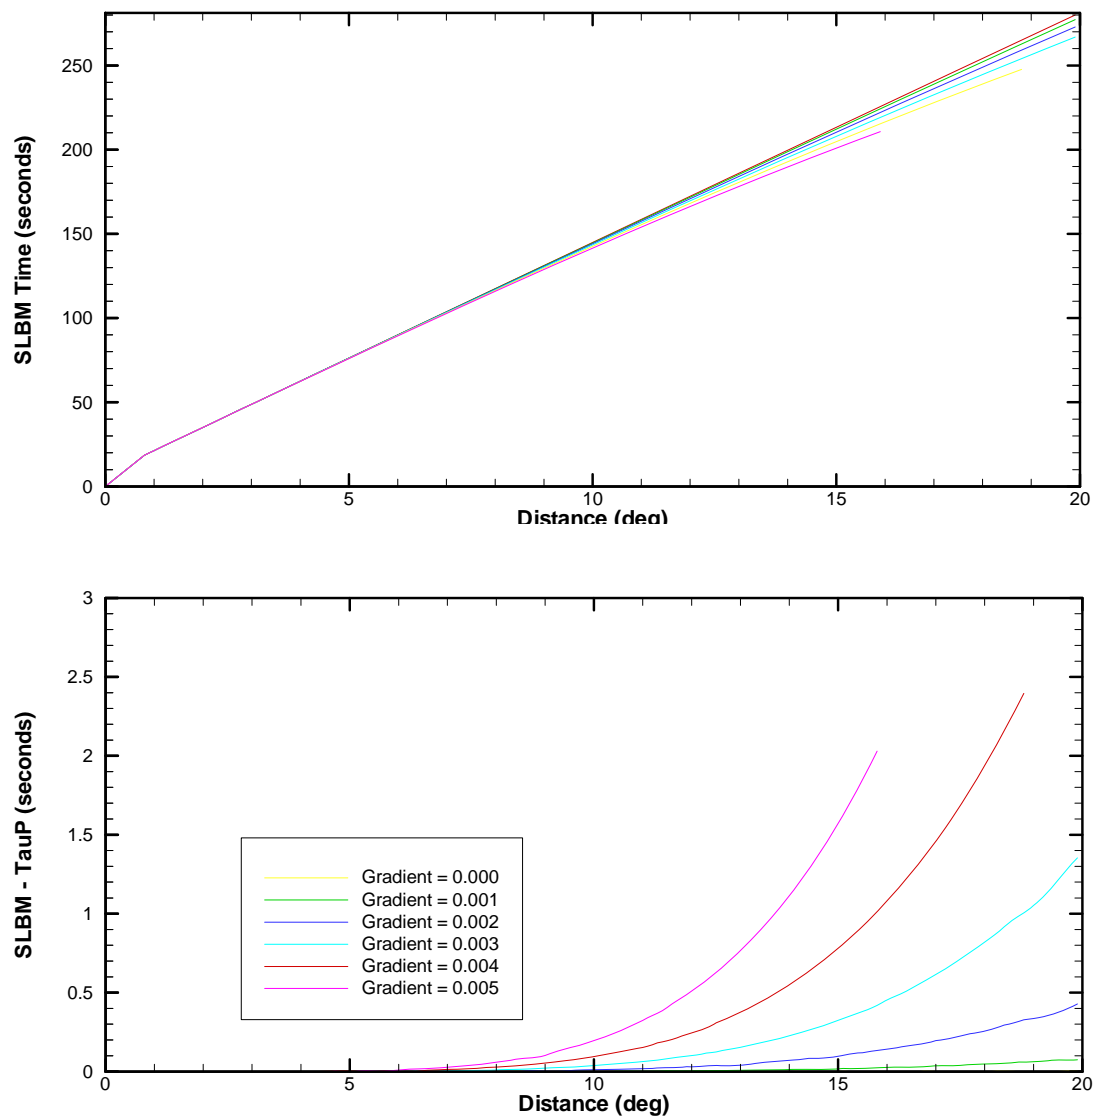 SLBM Time (seconds)
250
200
150
100
50
0
0 5 10 15 20
Distance (deg)
SLBM - TauP (seconds)
3
2.5
2
1.5
1
0.5
0
Gradient = 0.000
Gradient = 0.001
Gradient = 0.002
Gradient = 0.003
Gradient = 0.004
Gradient = 0.005
0 5 10 15 20
Distance (deg)